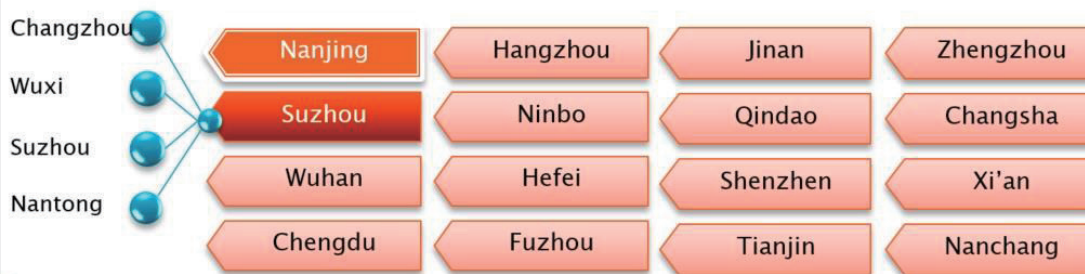 Changzhou
Wuxi
Suzhou
Nantong
Nanjing
Hangzhou
Jinan
Zhengzhou
Suzhou
Ninbo
Qindao
Changsha
Wuhan
Hefei
Shenzhen
Xi’an
Chengdu
Fuzhou
Tianjin
Nanchang